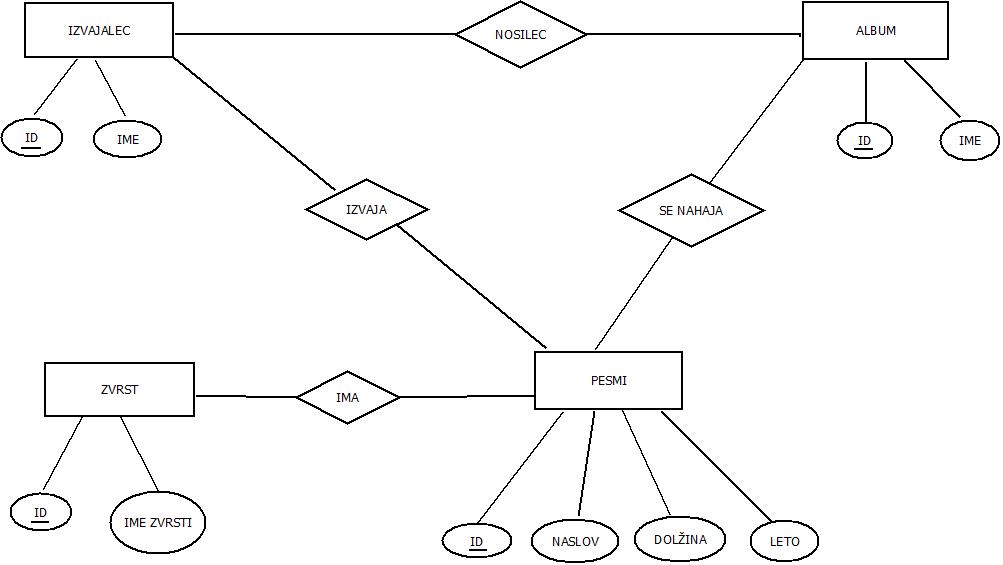 IZVAJALEC
NOSILEC
ALBUM
ID
IME
ID
IME
IZVAJA
SE NAHAJA
ZVRST
IMA
PESMI
ID
IME ZVRSTI
ID
NASLOV
DOLŽINA
LETO